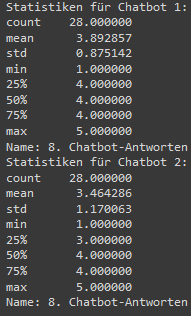 Statistiken für Chatbot 1:
count    28.000000
mean      3.892857
std       0.875142
min       1.000000
25%       4.000000
50%       4.000000
75%       4.000000
max       5.000000
Name: 8. Chatbot-Antworten
Statistiken für Chatbot 2:
count    28.000000
mean      3.464286
std       1.170063
min       1.000000
25%       3.000000
50%       4.000000
75%       4.000000
max       5.000000
Name: 8. Chatbot-Antworten